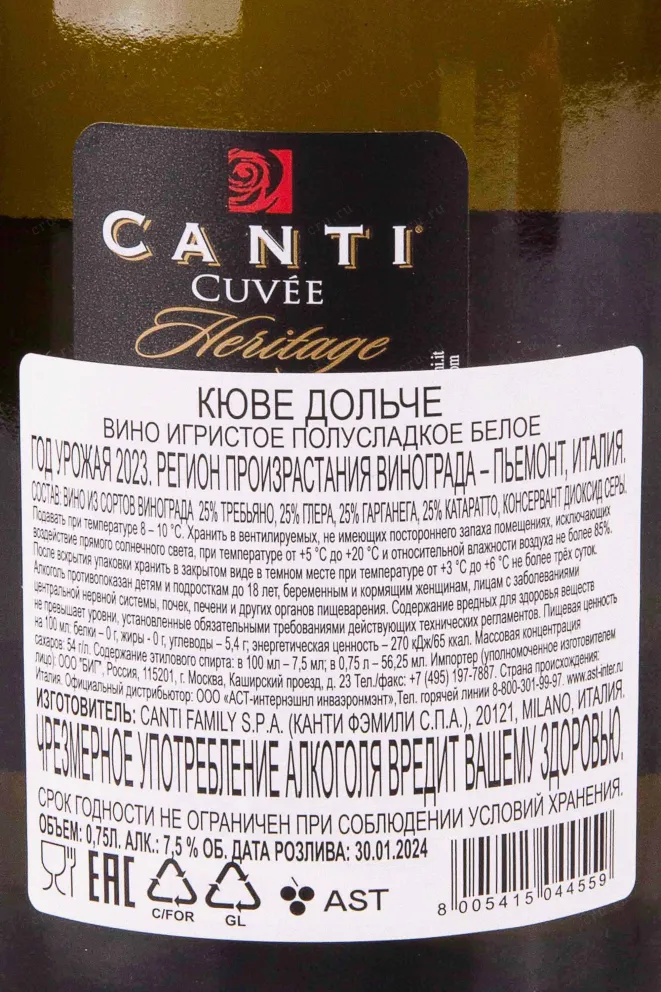 CANTI
CUVÉE
Heritage
КЮВЕ ДОЛЬЧЕ
ВИНО ИГРИСТОЕ ПОЛУСЛАДКОЕ БЕЛОЕ
ГОД УРОЖАЯ 2023. РЕГИОН ПРОИЗРАСТАНИЯ ВИНОГРАДА – ПЬЕМОНТ, ИТАЛИЯ.
СОСТАВ: ВИНО ИЗ СОРТОВ ВИНОГРАДА 25% ТРЕБЬЯНО, 25% ГЛЕРА, 25% ГАРГАНЕГА, 25% КАТАРАТТО, КОНСЕРВАНТ ДИОКСИД СЕРЫ.
Подавать при температуре 8 – 10 °С. Хранить в вентилируемых, не имеющих постороннего запаха помещениях, исключающих
воздействие прямого солнечного света, при температуре от +5 °С до +20 °С и относительной влажности воздуха не более 85%.
После вскрытия упаковки хранить в закрытом виде в темном месте при температуре от +3 °С до +6 °С не более трёх суток.
Алкоголь противопоказан детям и подросткам до 18 лет, беременным и кормящим женщинам, лицам с заболеваниями
центральной нервной системы, почек, печени и других органов пищеварения. Содержание вредных для здоровья веществ
не превышает уровни, установленные обязательными требованиями действующих технических регламентов. Пищевая ценность
на 100 мл: белки – 0 г, жиры - 0 г, углеводы – 5,4 г; энергетическая ценность – 270 кДж/65 ккал. Массовая концентрация
сахаров: 54 г/л. Содержание этилового спирта: в 100 мл – 7,5 мл; в 0,75 л – 56,25 мл. Импортер (уполномоченное изготовителем
лицо): ООО "БИГ", Россия, 115201, г. Москва, Каширский проезд, д. 23 Тел./факс: +7 (495) 197-7887. Страна происхождения:
Италия. Официальный дистрибьютор: ООО «АСТ-интернэшнл инваэронмэнт», Тел. горячей линии 8-800-301-99-97. www.ast-inter.ru
ИЗГОТОВИТЕЛЬ: CANTI FAMILY S.P.A. (КАНТИ ФЭМИЛИ С.П.А.), 20121, MILANO, ИТАЛИЯ.
ЧРЕЗМЕРНОЕ УПОТРЕБЛЕНИЕ АЛКОГОЛЯ ВРЕДИТ ВАШЕМУ ЗДОРОВЬЮ.
СРОК ГОДНОСТИ НЕ ОГРАНИЧЕН ПРИ СОБЛЮДЕНИИ УСЛОВИЙ ХРАНЕНИЯ.
ОБЪЕМ: 0,75Л. АЛК.: 7,5 % ОБ. ДАТА РОЗЛИВА: 30.01.2024
EAC
C/FOR
GL
AST
8 005415 044559